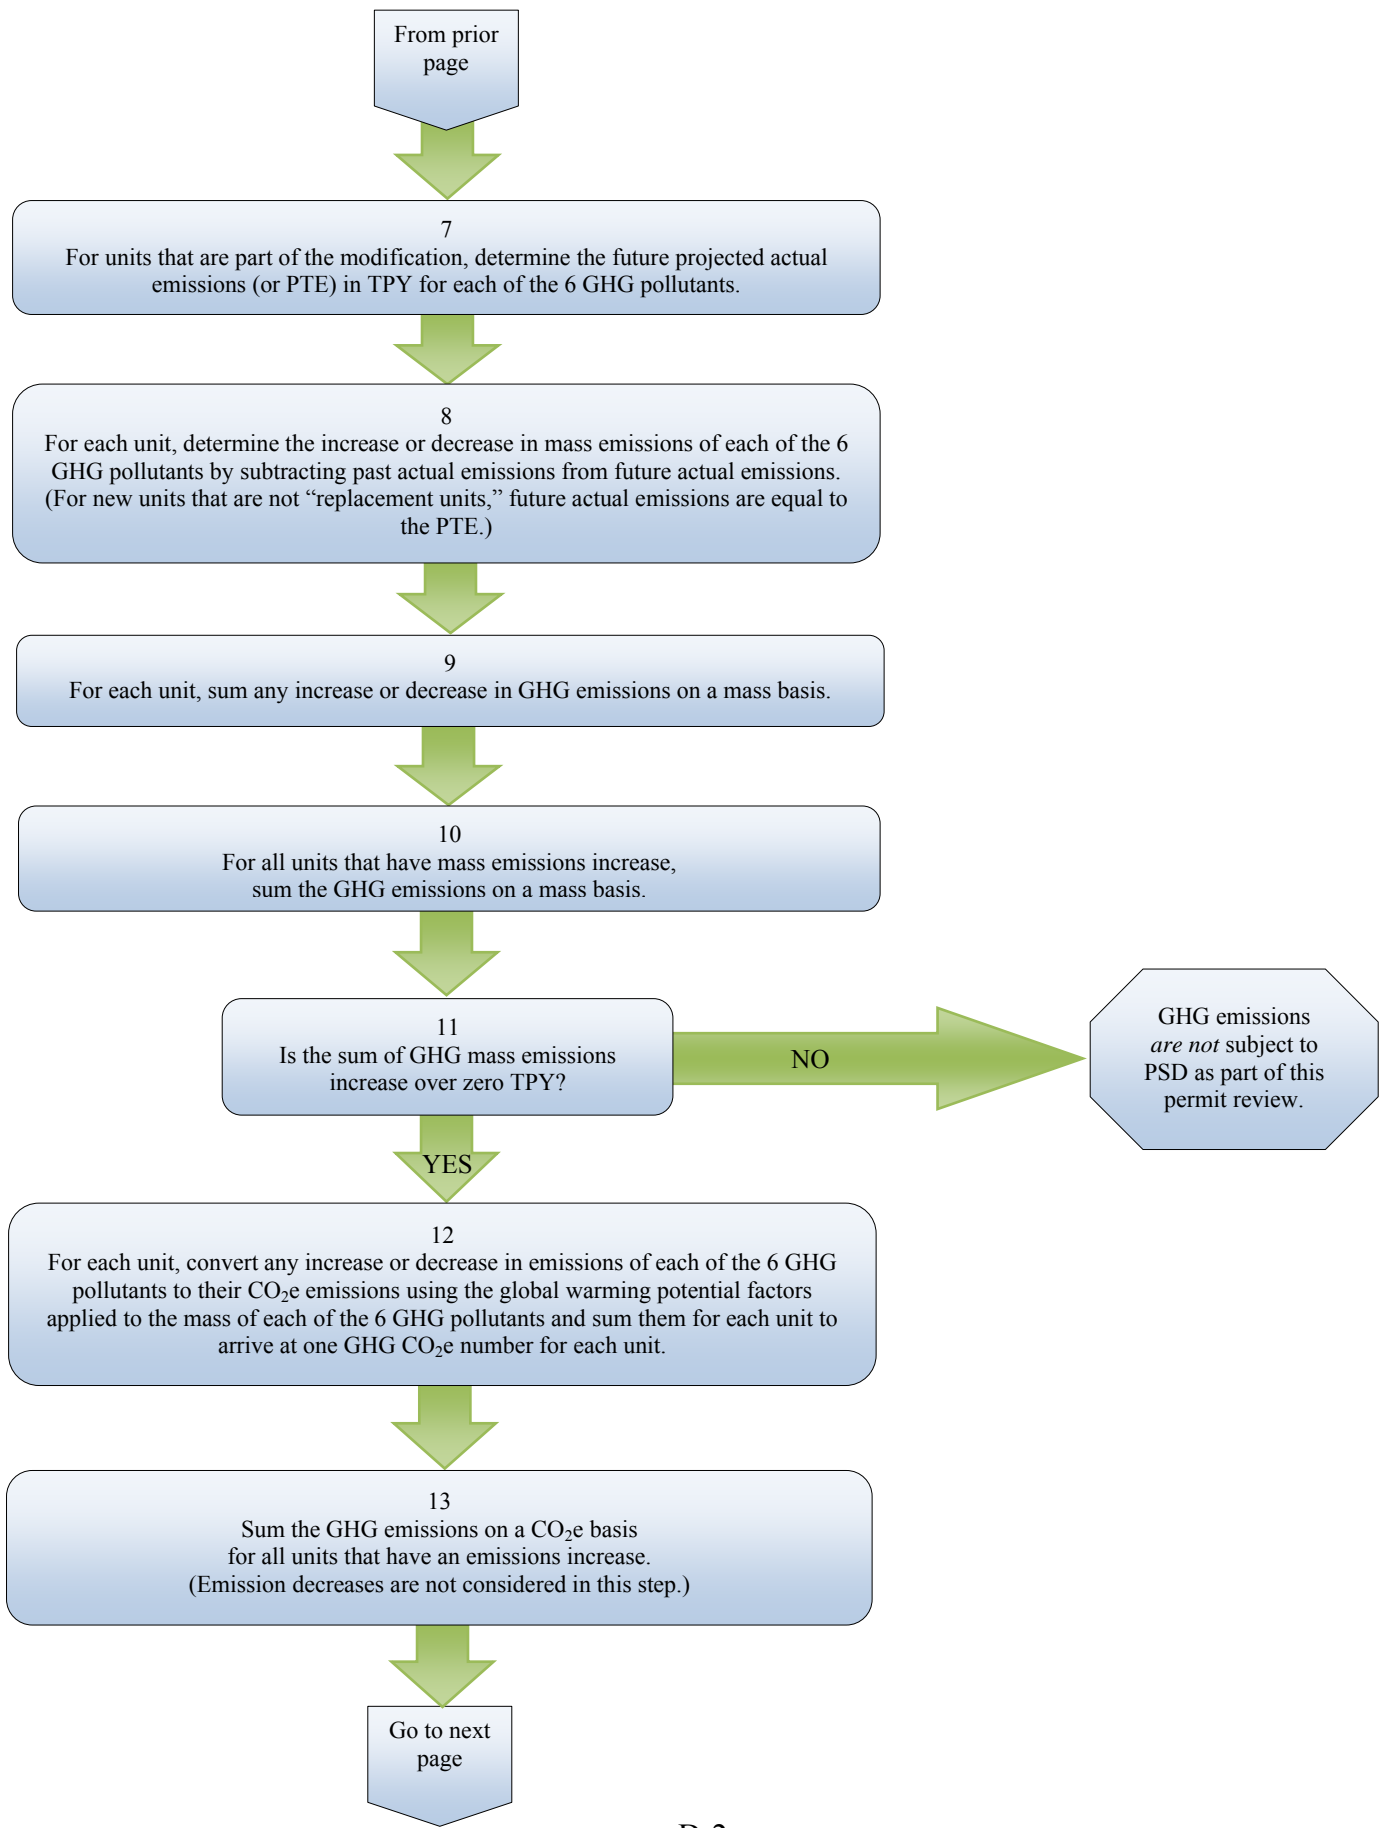 From prior
page
7
For units that are part of the modification, determine the future projected actual
emissions (or PTE) in TPY for each of the 6 GHG pollutants.
8
For each unit, determine the increase or decrease in mass emissions of each of the 6
GHG pollutants by subtracting past actual emissions from future actual emissions.
(For new units that are not “replacement units,” future actual emissions are equal to
the PTE.)
9
For each unit, sum any increase or decrease in GHG emissions on a mass basis.
10
For all units that have mass emissions increase,
sum the GHG emissions on a mass basis.
11
Is the sum of GHG mass emissions
increase over zero TPY?
NO
GHG emissions
are not subject to
PSD as part of this
permit review.
YES
12
For each unit, convert any increase or decrease in emissions of each of the 6 GHG
pollutants to their CO₂e emissions using the global warming potential factors
applied to the mass of each of the 6 GHG pollutants and sum them for each unit to
arrive at one GHG CO₂e number for each unit.
13
Sum the GHG emissions on a CO₂e basis
for all units that have an emissions increase.
(Emission decreases are not considered in this step.)
Go to next
page